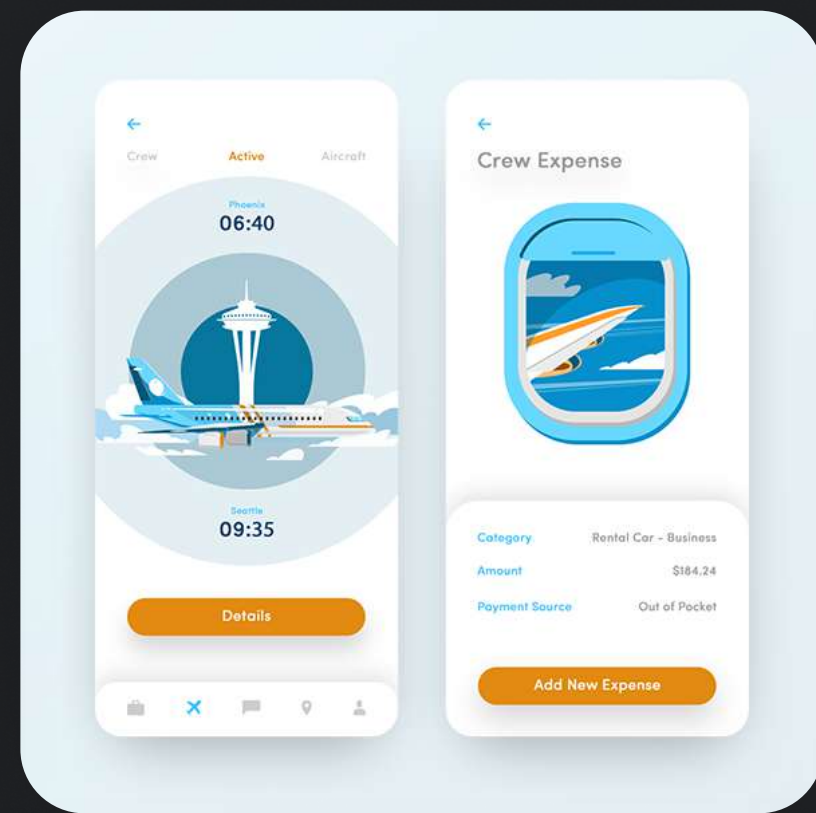 Crew Active Aircraft
Phoenix
06:40
Seattle
09:35
Details
Crew Expense
Category Rental Car - Business
Amount $184.24
Payment Source Out of Pocket
Add New Expense